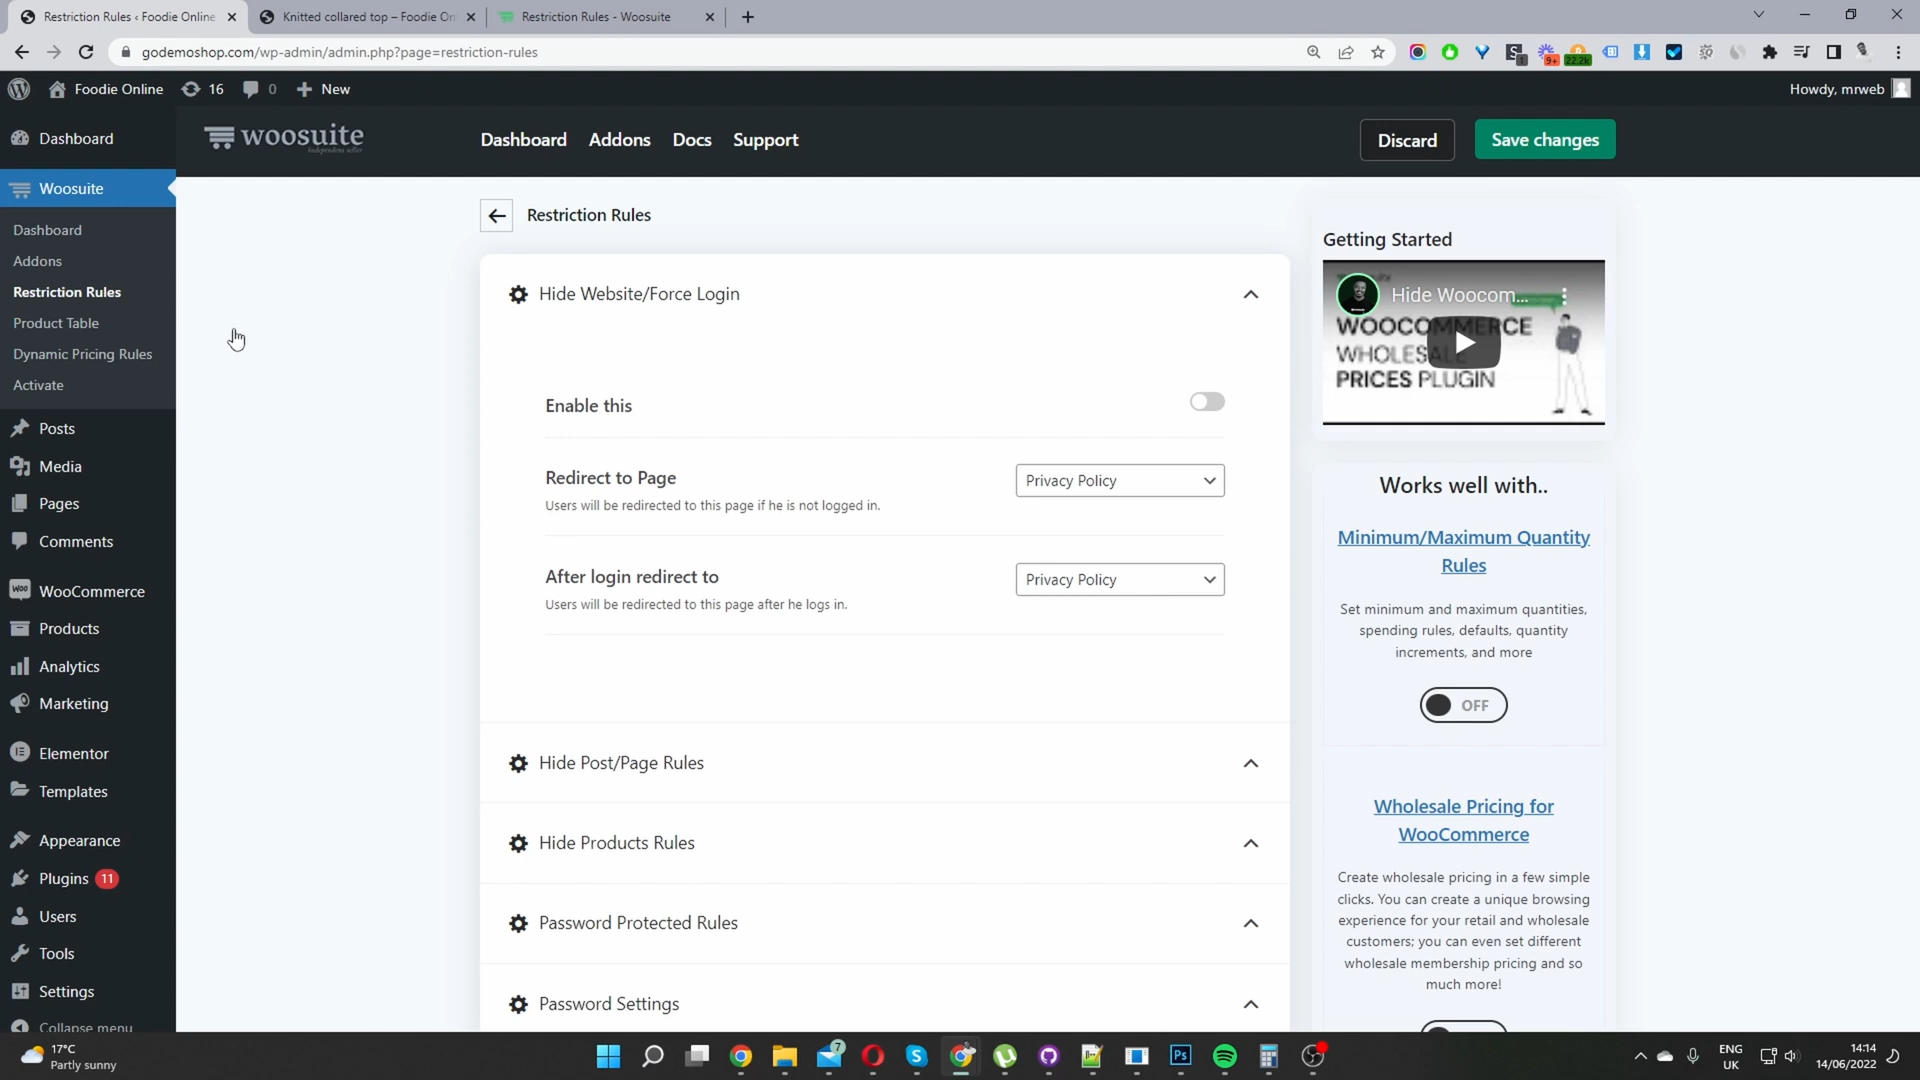 Restriction Rules ‹ Foodie Online
Knitted collared top – Foodie On
Restriction Rules - Woosuite
godemoshop.com/wp-admin/admin.php?page=restriction-rules
9+
22.2k
Foodie Online
16
0
New
Howdy, mrweb
Dashboard
woosuite
Dashboard
Addons
Docs
Support
Discard
Save changes
Woosuite
Dashboard
Addons
Restriction Rules
Product Table
Dynamic Pricing Rules
Activate
Posts
Media
Pages
Comments
WooCommerce
Products
Analytics
Marketing
Elementor
Templates
Appearance
Plugins 11
Users
Tools
Settings
Collapse menu
Restriction Rules
Hide Website/Force Login
Enable this
Redirect to Page
Users will be redirected to this page if he is not logged in.
Privacy Policy
After login redirect to
Users will be redirected to this page after he logs in.
Privacy Policy
Hide Post/Page Rules
Hide Products Rules
Password Protected Rules
Password Settings
Getting Started
Hide Woocom...
WOOCOMMERCE
WHOLESALE
PRICES PLUGIN
Works well with..
Minimum/Maximum Quantity
Rules
Set minimum and maximum quantities,
spending rules, defaults, quantity
increments, and more
OFF
Wholesale Pricing for
WooCommerce
Create wholesale pricing in a few simple
clicks. You can create a unique browsing
experience for your retail and wholesale
customers; you can even set different
wholesale membership pricing and so
much more!
17°C
Partly sunny
7
Ps
ENG
UK
14:14
14/06/2022